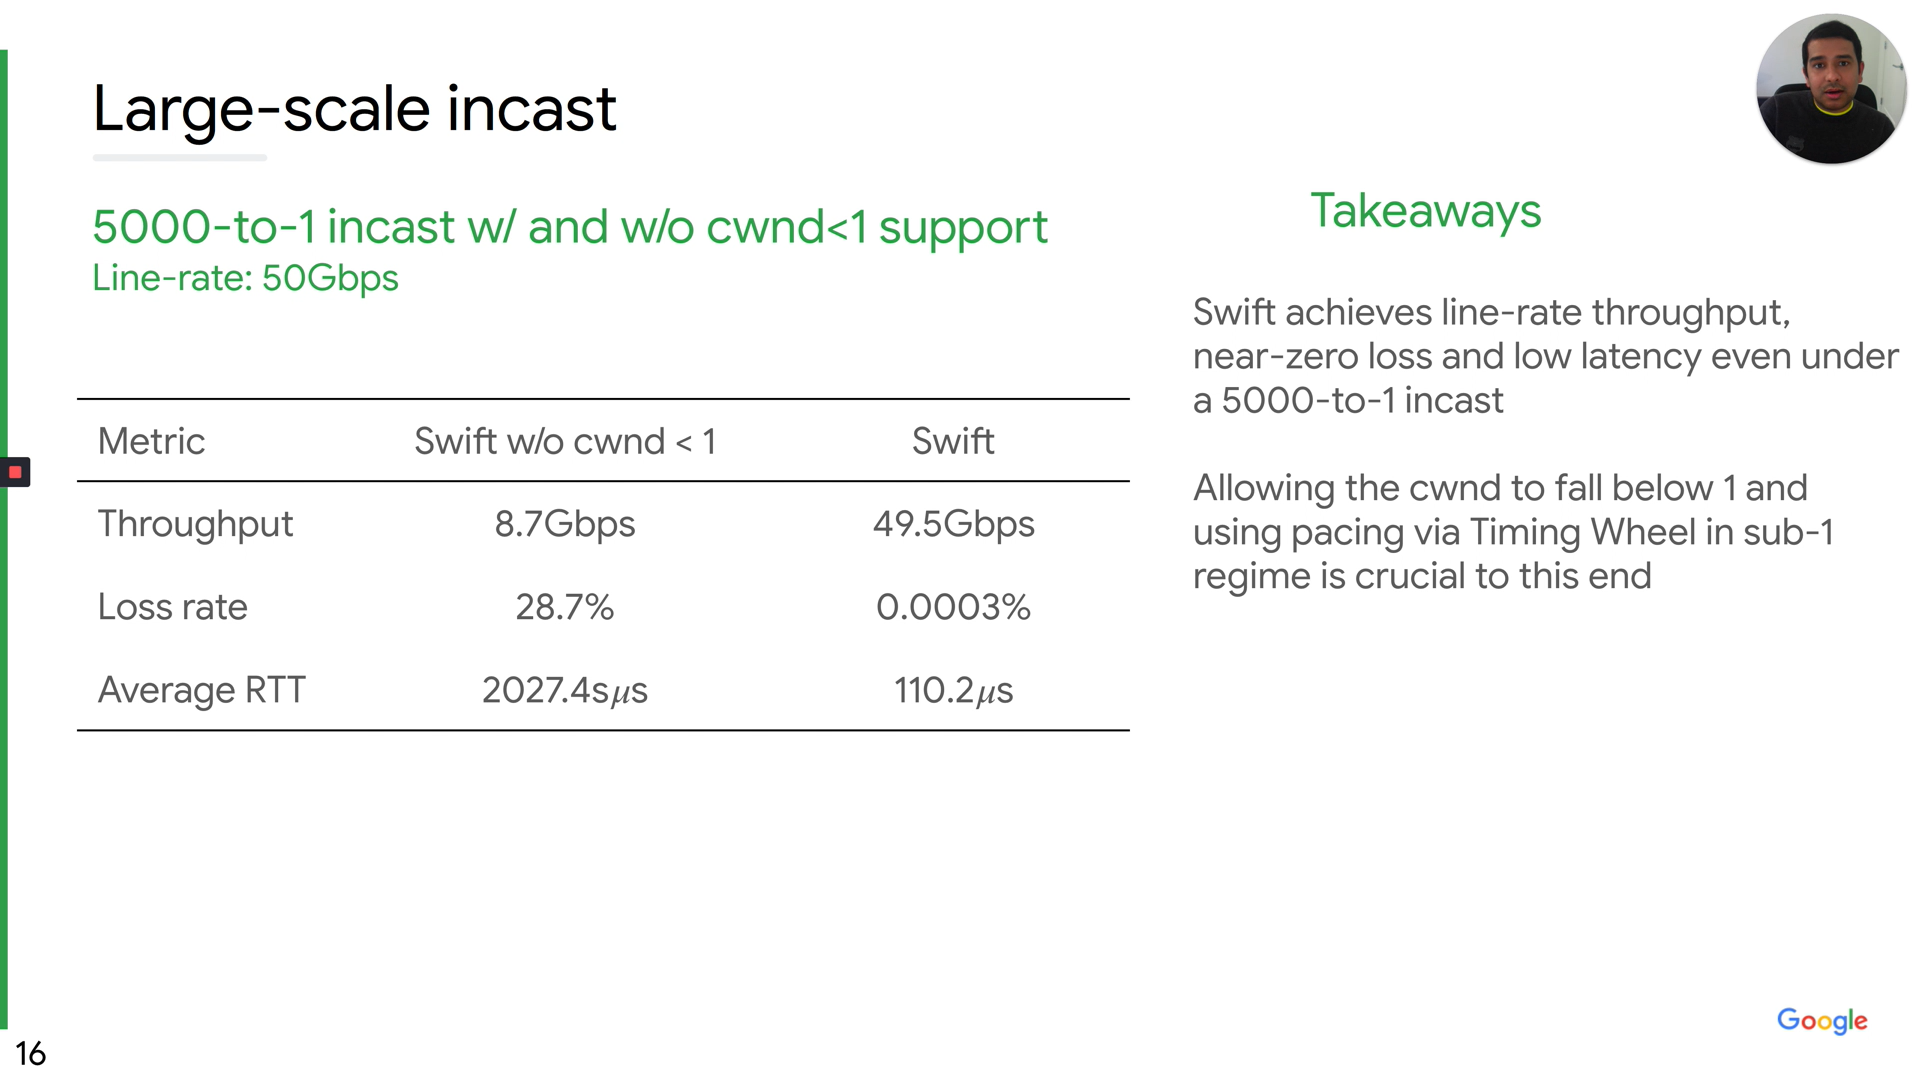 Large-scale incast
5000-to-1 incast w/ and w/o cwnd<1 support
Line-rate: 50Gbps
Metric Swift w/o cwnd < 1 Swift
Throughput 8.7Gbps 49.5Gbps
Loss rate 28.7% 0.0003%
Average RTT 2027.4sμs 110.2μs
Takeaways
Swift achieves line-rate throughput,
near-zero loss and low latency even under
a 5000-to-1 incast
Allowing the cwnd to fall below 1 and
using pacing via Timing Wheel in sub-1
regime is crucial to this end
Google
16